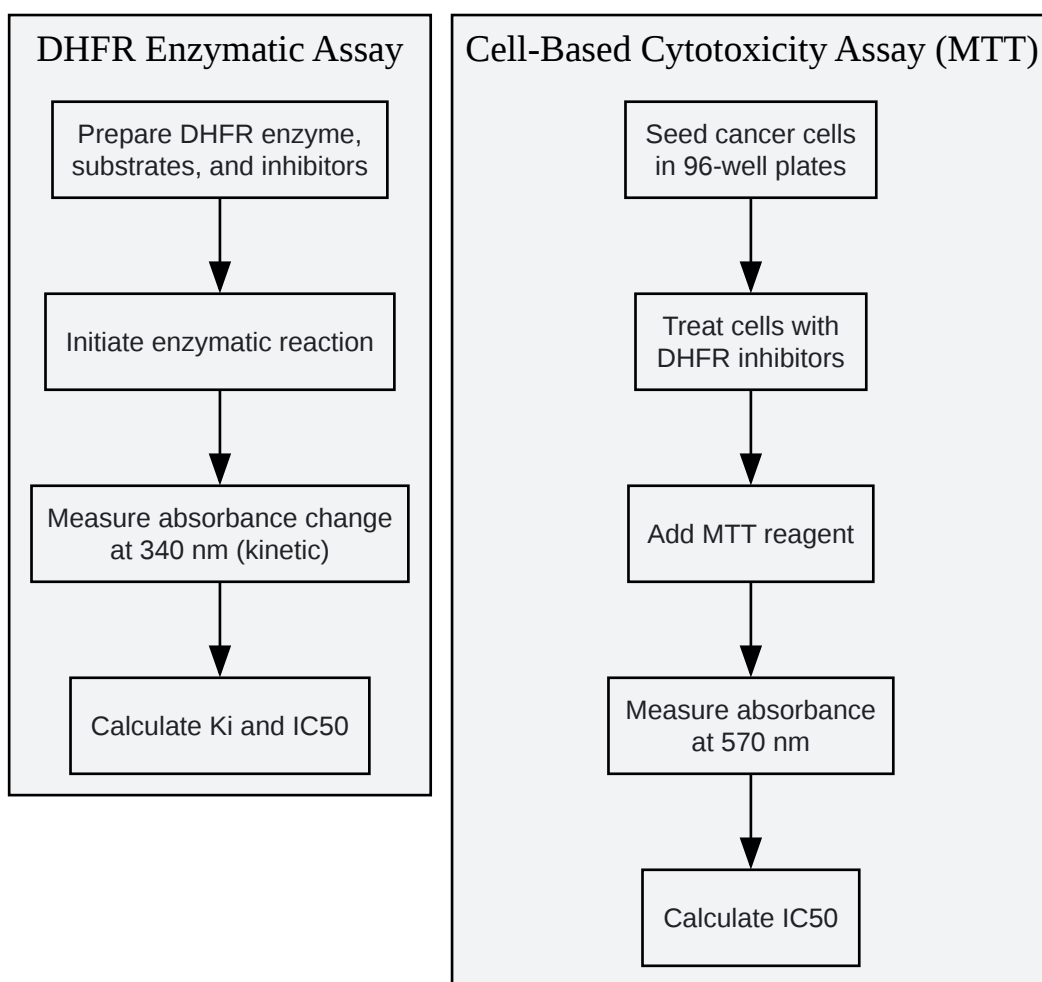 DHFR Enzymatic Assay
Prepare DHFR enzyme,
substrates, and inhibitors
Initiate enzymatic reaction
Measure absorbance change
at 340 nm (kinetic)
Calculate Ki and IC50
Cell-Based Cytotoxicity Assay (MTT)
Seed cancer cells
in 96-well plates
Treat cells with
DHFR inhibitors
Add MTT reagent
Measure absorbance
at 570 nm
Calculate IC50